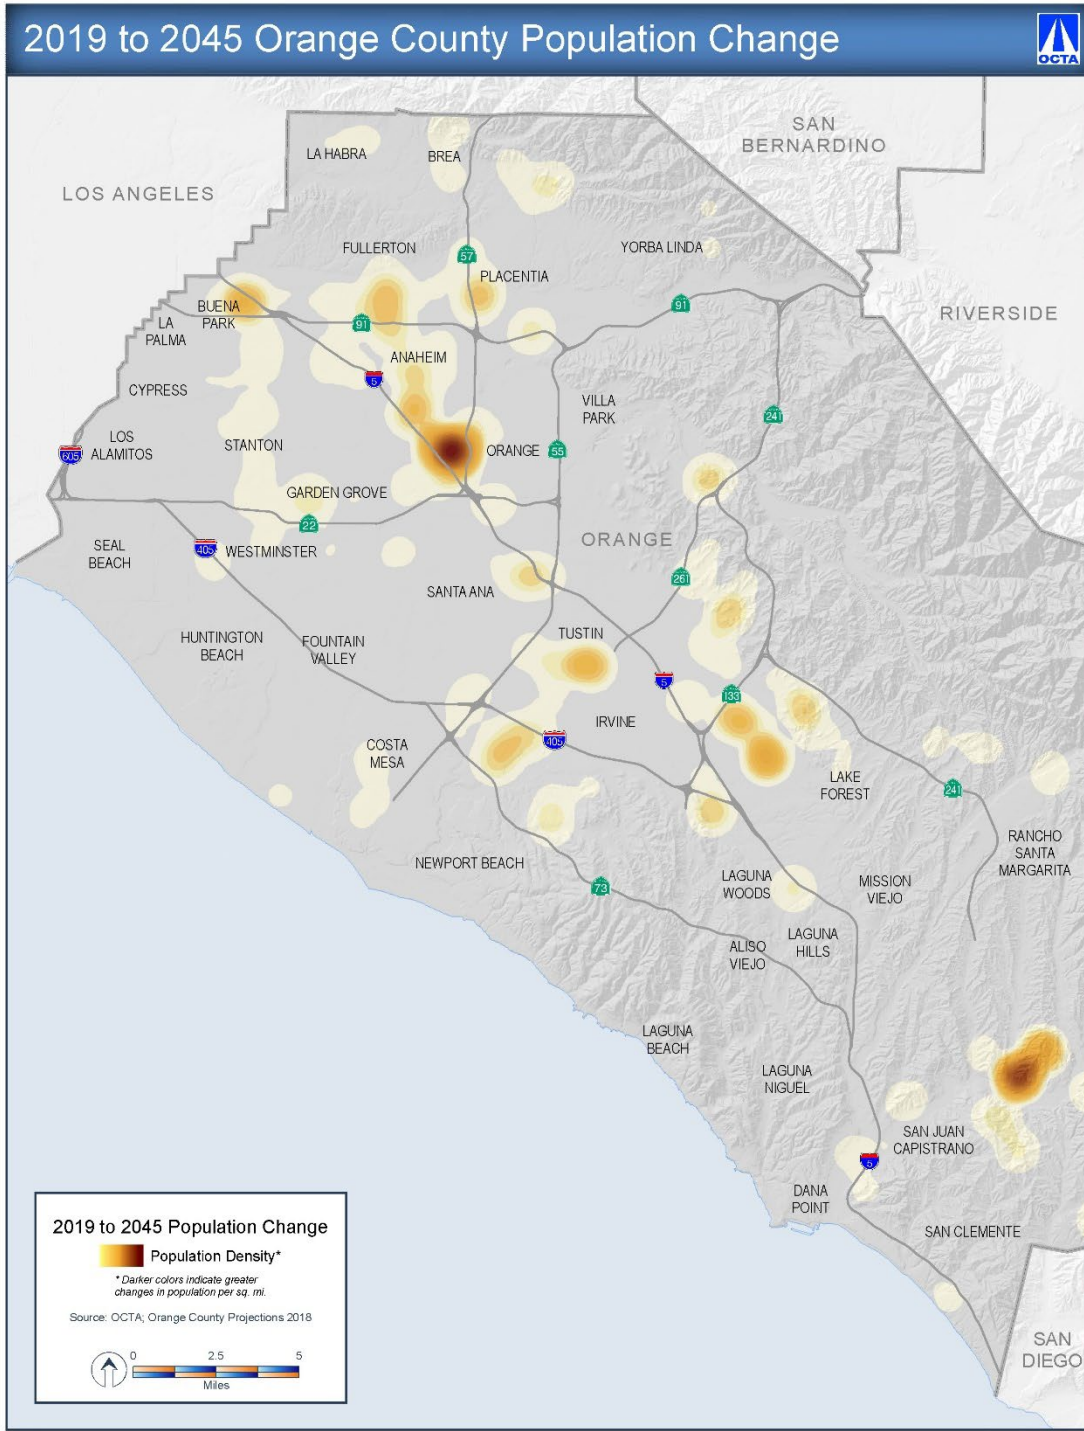 2019 to 2045 Orange County Population Change
OCTA
SAN
BERNARDINO
LA HABRA
BREA
LOS ANGELES
FULLERTON
57
YORBA LINDA
PLACENTIA
BUENA
PARK
91
RIVERSIDE
LA
PALMA
91
ANAHEIM
5
CYPRESS
VILLA
PARK
241
LOS
ALAMITOS
STANTON
ORANGE
55
605
GARDEN GROVE
22
SEAL
BEACH
405
WESTMINSTER
ORANGE
261
SANTA ANA
HUNTINGTON
BEACH
FOUNTAIN
VALLEY
TUSTIN
5
133
IRVINE
405
COSTA
MESA
LAKE
FOREST
241
RANCHO
SANTA
MARGARITA
NEWPORT BEACH
73
LAGUNA
WOODS
MISSION
VIEJO
LAGUNA
HILLS
ALISO
VIEJO
LAGUNA
BEACH
LAGUNA
NIGUEL
SAN JUAN
CAPISTRANO
5
DANA
POINT
SAN CLEMENTE
SAN
DIEGO
2019 to 2045 Population Change
Population Density*
* Darker colors indicate greater
changes in population per sq. mi.
Source: OCTA; Orange County Projections 2018
0 2.5 5
Miles